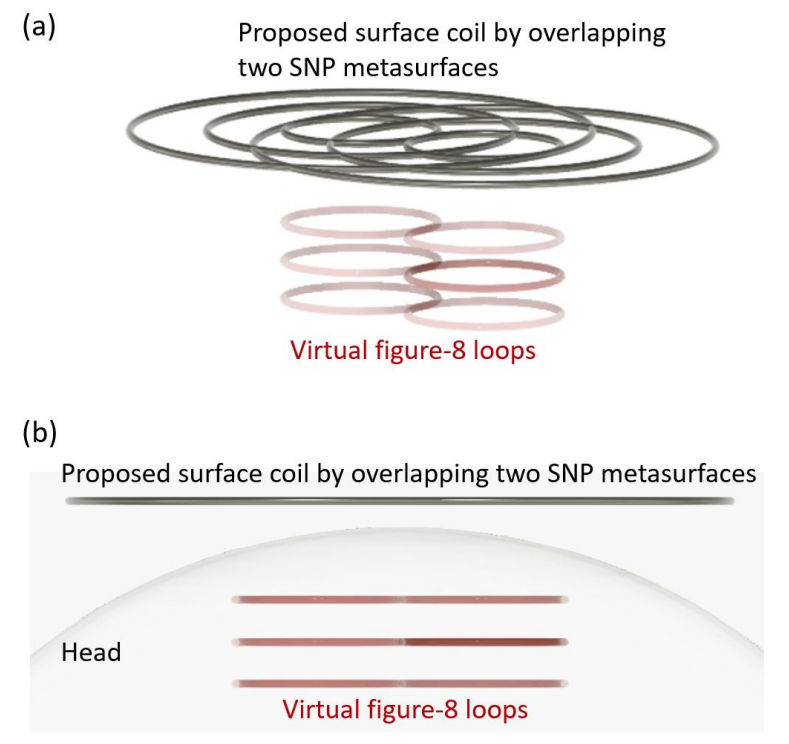 (a)
Proposed surface coil by overlapping
two SNP metasurfaces
Virtual figure-8 loops
(b)
Proposed surface coil by overlapping two SNP metasurfaces
Head
Virtual figure-8 loops